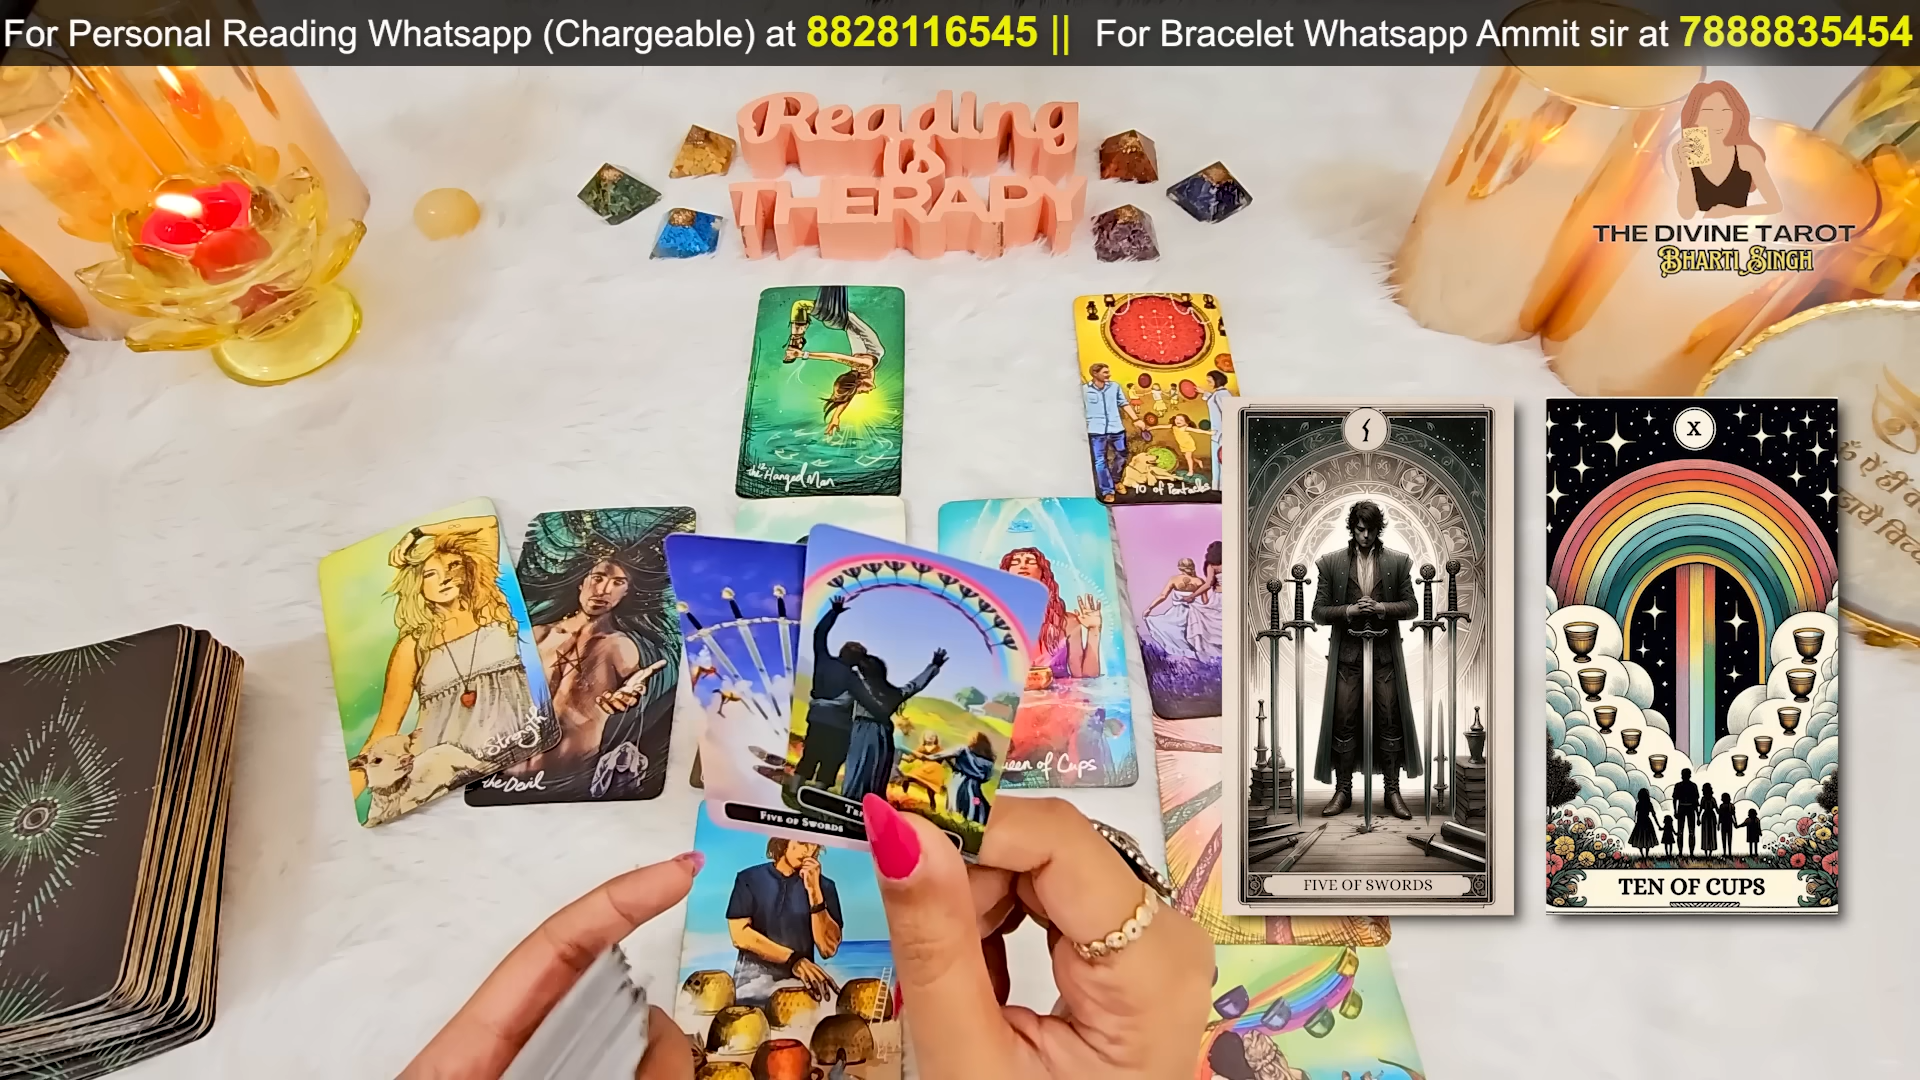 For Personal Reading Whatsapp (Chargeable) at 8828116545 || For Bracelet Whatsapp Ammit sir at 7888835454
Reading
is
THERAPY
THE DIVINE TAROT
BHARTI SINGH
the Hanged Man
10 of Pentacles
X
Strength
the Devil
Queen of Cups
FIVE OF SWORDS
FIVE OF SWORDS
TEN OF CUPS